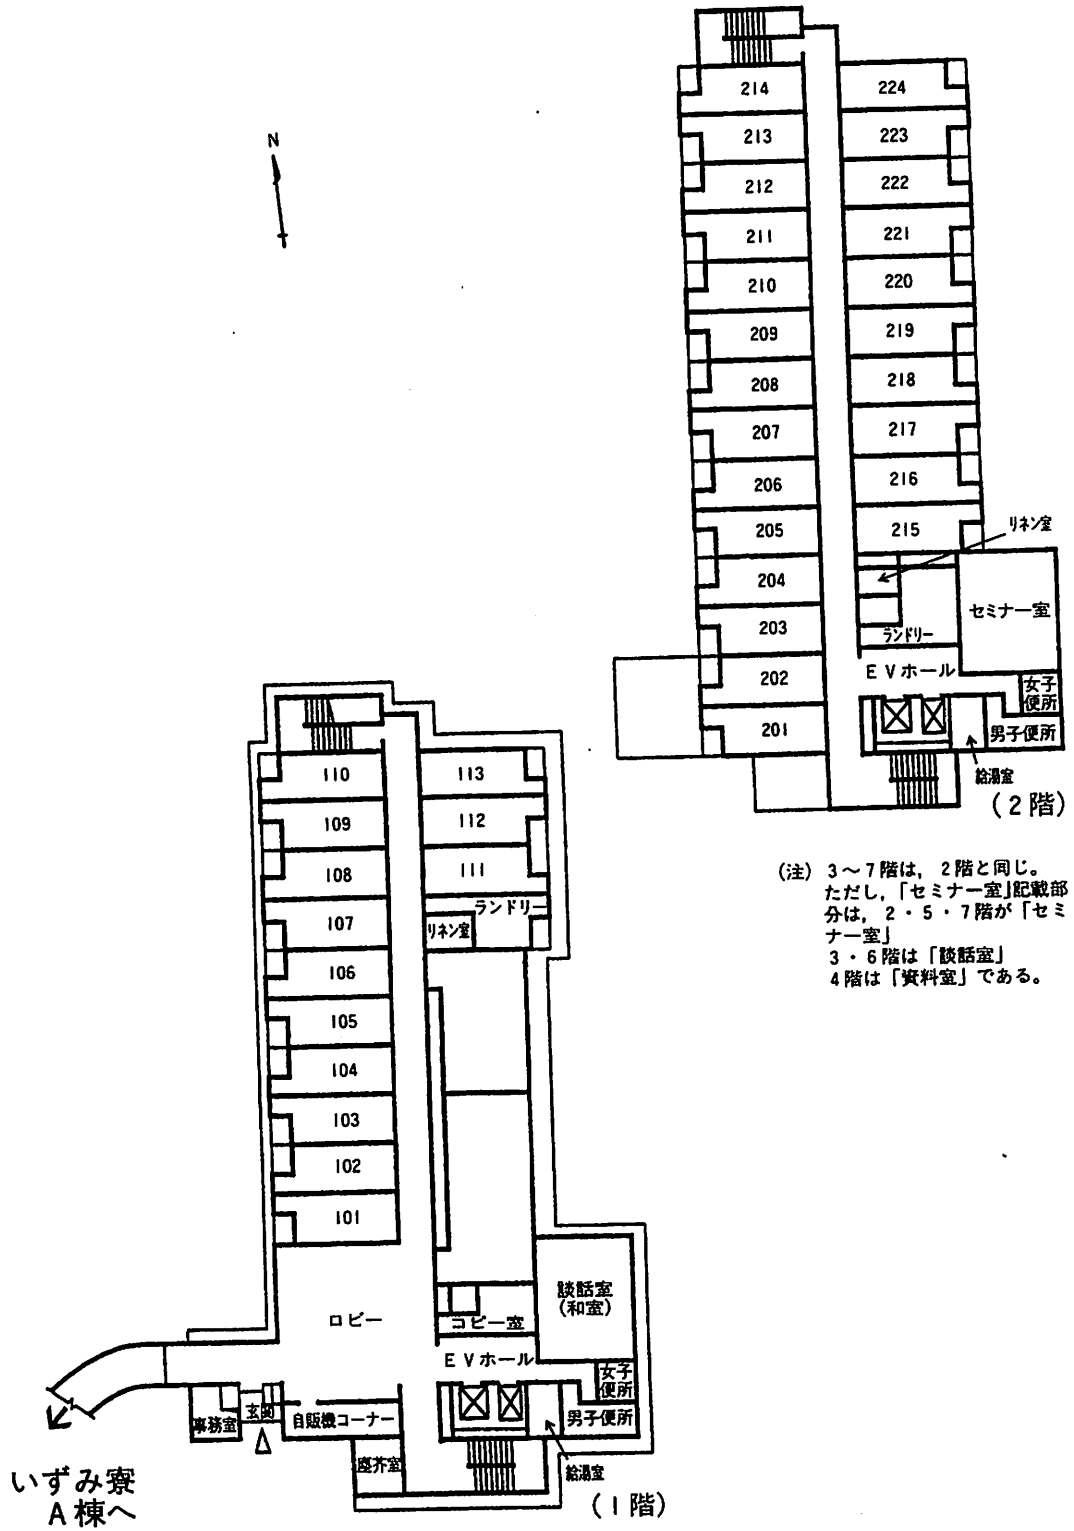 N
214
224
213
223
212
222
211
221
210
220
209
219
208
218
207
217
206
216
205
215
リネン室
204
セミナー室
203
ランドリー
EVホール
202
女子
便所
201
男子便所
給湯室
(2階)
(注) 3〜7階は, 2階と同じ。
ただし,「セミナー室」記載部
分は, 2・5・7階が「セミ
ナー室」
3・6階は「談話室」
4階は「資料室」である。
110
113
109
112
108
111
ランドリー
107
リネン室
106
105
104
103
102
101
談話室
(和室)
ロビー
コピー室
EVホール
女子
便所
事務室
玄関
自販機コーナー
男子便所
塵芥室
給湯室
(1階)
いずみ寮
A棟へ